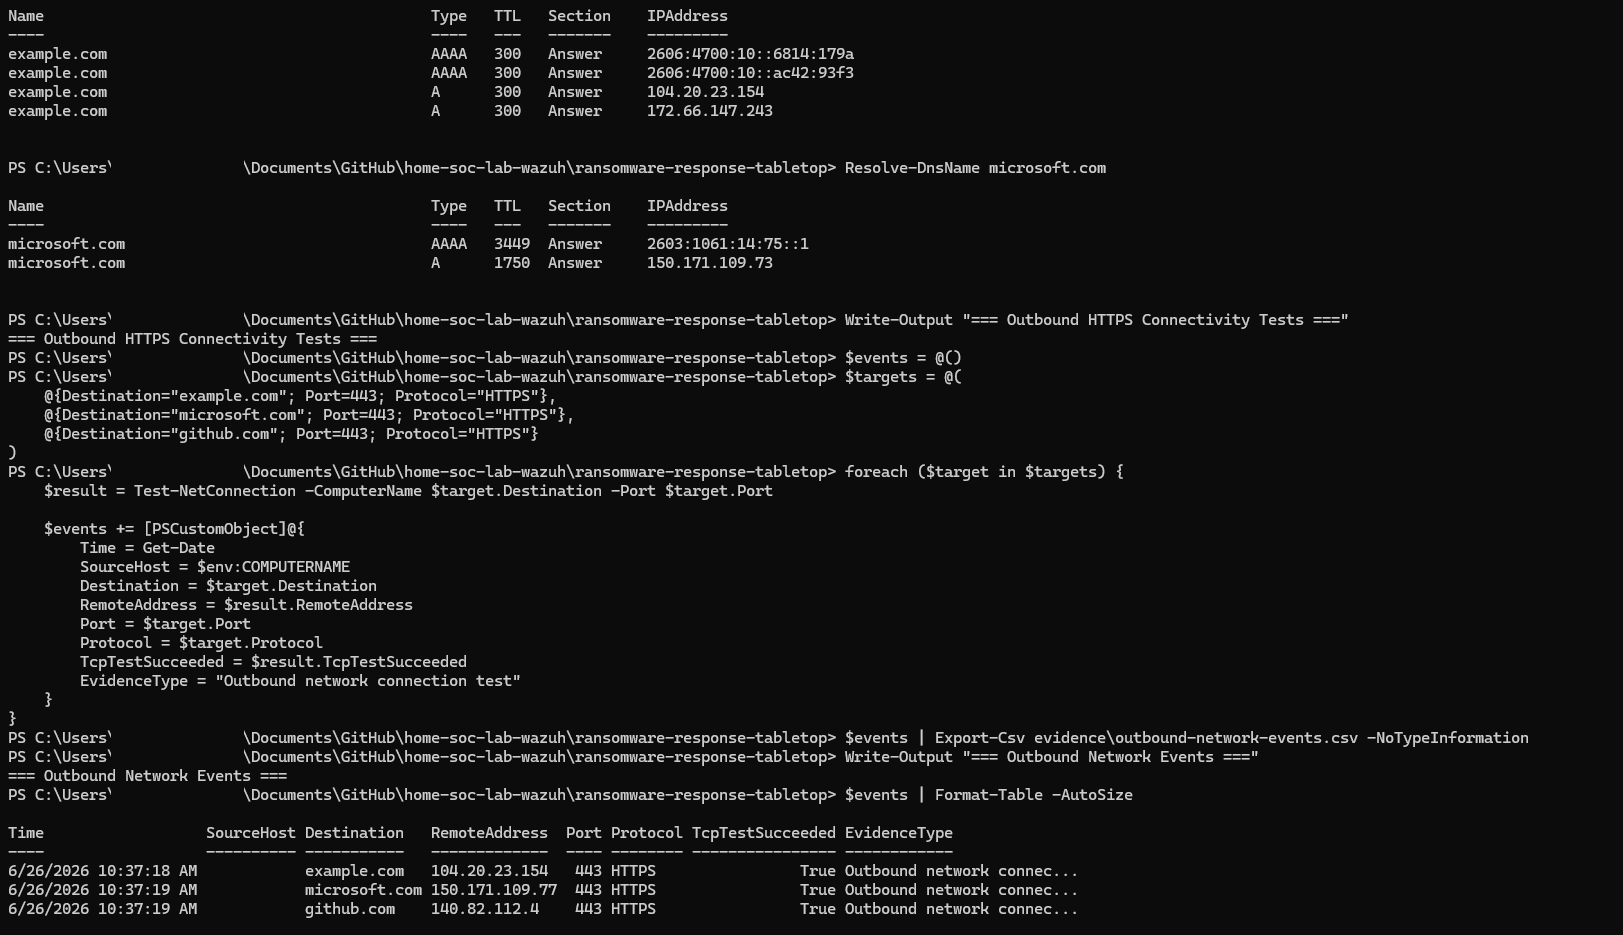 Name                                           Type   TTL   Section    IPAddress
----                                           ----   ---   -------    ---------
example.com                                    AAAA   300   Answer     2606:4700:10::6814:179a
example.com                                    AAAA   300   Answer     2606:4700:10::ac42:93f3
example.com                                    A      300   Answer     104.20.23.154
example.com                                    A      300   Answer     172.66.147.243
PS C:\Users\               \Documents\GitHub\home-soc-lab-wazuh\ransomware-response-tabletop> Resolve-DnsName microsoft.com
Name                                           Type   TTL   Section    IPAddress
----                                           ----   ---   -------    ---------
microsoft.com                                  AAAA   3449  Answer     2603:1061:14:75::1
microsoft.com                                  A      1750  Answer     150.171.109.73
PS C:\Users\               \Documents\GitHub\home-soc-lab-wazuh\ransomware-response-tabletop> Write-Output "=== Outbound HTTPS Connectivity Tests ==="
=== Outbound HTTPS Connectivity Tests ===
PS C:\Users\               \Documents\GitHub\home-soc-lab-wazuh\ransomware-response-tabletop> $events = @()
PS C:\Users\               \Documents\GitHub\home-soc-lab-wazuh\ransomware-response-tabletop> $targets = @(
    @{Destination="example.com"; Port=443; Protocol="HTTPS"},
    @{Destination="microsoft.com"; Port=443; Protocol="HTTPS"},
    @{Destination="github.com"; Port=443; Protocol="HTTPS"}
)
PS C:\Users\               \Documents\GitHub\home-soc-lab-wazuh\ransomware-response-tabletop> foreach ($target in $targets) {
    $result = Test-NetConnection -ComputerName $target.Destination -Port $target.Port
    $events += [PSCustomObject]@{
        Time = Get-Date
        SourceHost = $env:COMPUTERNAME
        Destination = $target.Destination
        RemoteAddress = $result.RemoteAddress
        Port = $target.Port
        Protocol = $target.Protocol
        TcpTestSucceeded = $result.TcpTestSucceeded
        EvidenceType = "Outbound network connection test"
    }
}
PS C:\Users\               \Documents\GitHub\home-soc-lab-wazuh\ransomware-response-tabletop> $events | Export-Csv evidence\outbound-network-events.csv -NoTypeInformation
PS C:\Users\               \Documents\GitHub\home-soc-lab-wazuh\ransomware-response-tabletop> Write-Output "=== Outbound Network Events ==="
=== Outbound Network Events ===
PS C:\Users\               \Documents\GitHub\home-soc-lab-wazuh\ransomware-response-tabletop> $events | Format-Table -AutoSize
Time                  SourceHost Destination   RemoteAddress  Port Protocol TcpTestSucceeded EvidenceType
----                  ---------- -----------   -------------  ---- -------- ---------------- ------------
6/26/2026 10:37:18 AM            example.com   104.20.23.154   443 HTTPS                True Outbound network connec...
6/26/2026 10:37:19 AM            microsoft.com 150.171.109.77  443 HTTPS                True Outbound network connec...
6/26/2026 10:37:19 AM            github.com    140.82.112.4    443 HTTPS                True Outbound network connec...